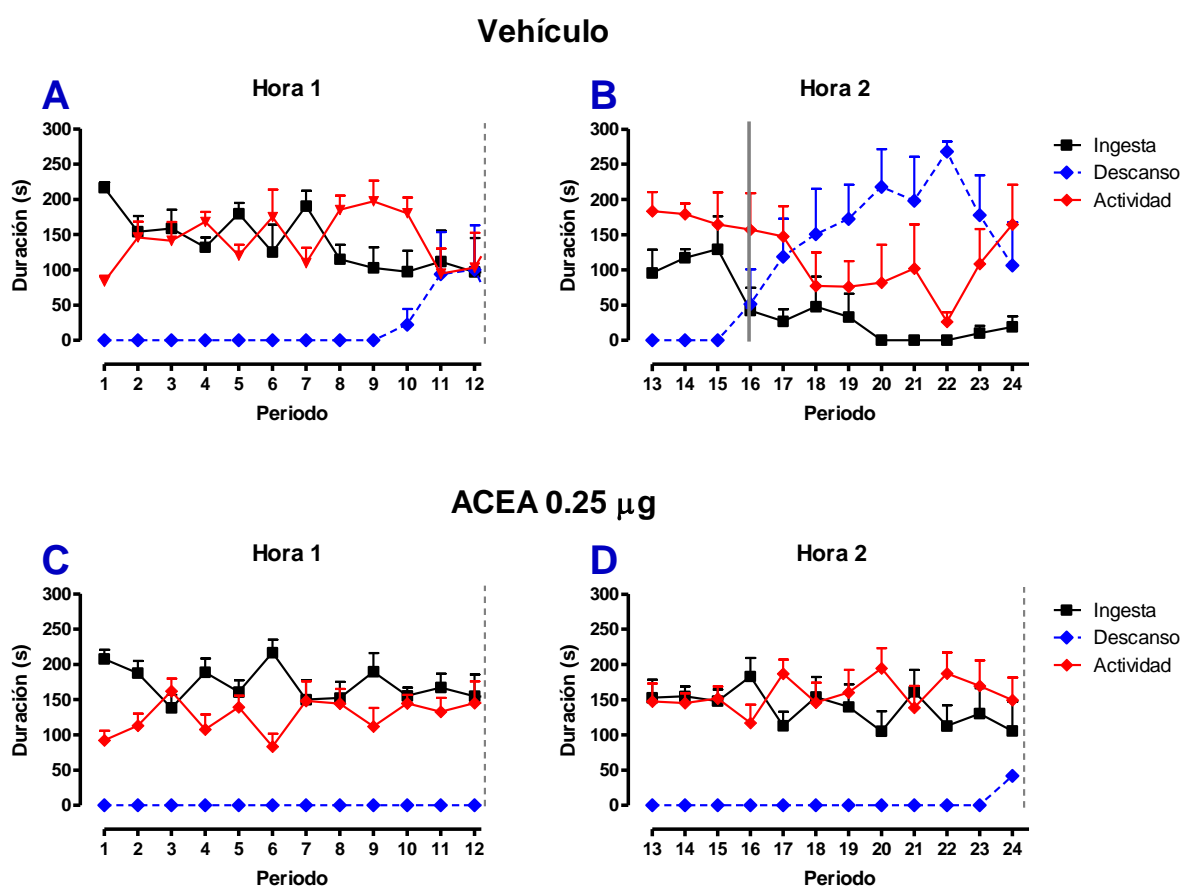 Vehículo
A
Hora 1
Duración (s)
300
250
200
150
100
50
0
1 2 3 4 5 6 7 8 9 10 11 12
Periodo
B
Hora 2
Duración (s)
300
250
200
150
100
50
0
13 14 15 16 17 18 19 20 21 22 23 24
Periodo
Ingesta
Descanso
Actividad
ACEA 0.25 μg
C
Hora 1
Duración (s)
300
250
200
150
100
50
0
1 2 3 4 5 6 7 8 9 10 11 12
Periodo
D
Hora 2
Duración (s)
300
250
200
150
100
50
0
13 14 15 16 17 18 19 20 21 22 23 24
Periodo
Ingesta
Descanso
Actividad